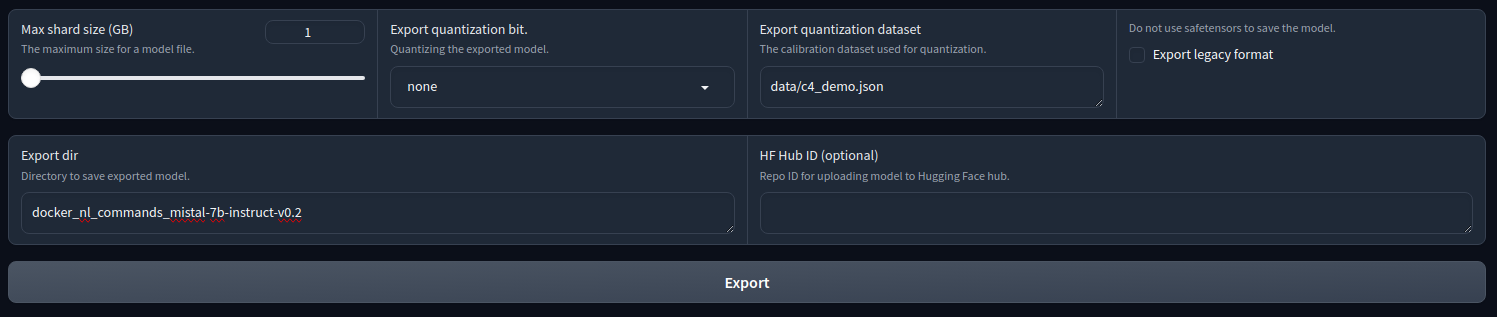 Max shard size (GB)
1
The maximum size for a model file.
Export quantization bit.
Quantizing the exported model.
none
Export quantization dataset
The calibration dataset used for quantization.
data/c4_demo.json
Do not use safetensors to save the model.
Export legacy format
Export dir
Directory to save exported model.
docker_nl_commands_mistal-7b-instruct-v0.2
HF Hub ID (optional)
Repo ID for uploading model to Hugging Face hub.
Export